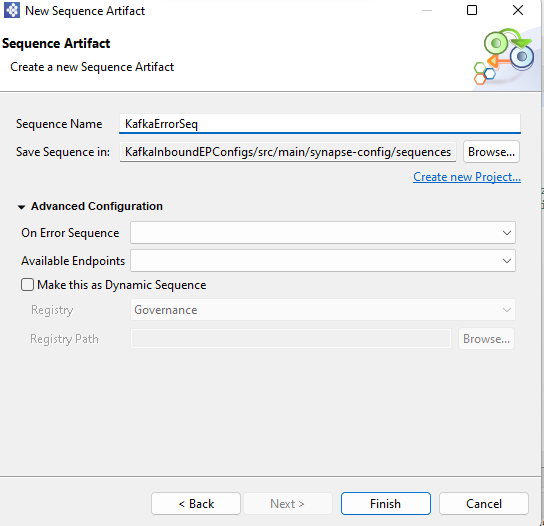 New Sequence Artifact
Sequence Artifact
Create a new Sequence Artifact
Sequence Name KafkaErrorSeq
Save Sequence in: KafkaInboundEPConfigs/src/main/synapse-config/sequences Browse...
Create new Project...
Advanced Configuration
On Error Sequence
Available Endpoints
Make this as Dynamic Sequence
Registry Governance
Registry Path Browse...
< Back Next > Finish Cancel